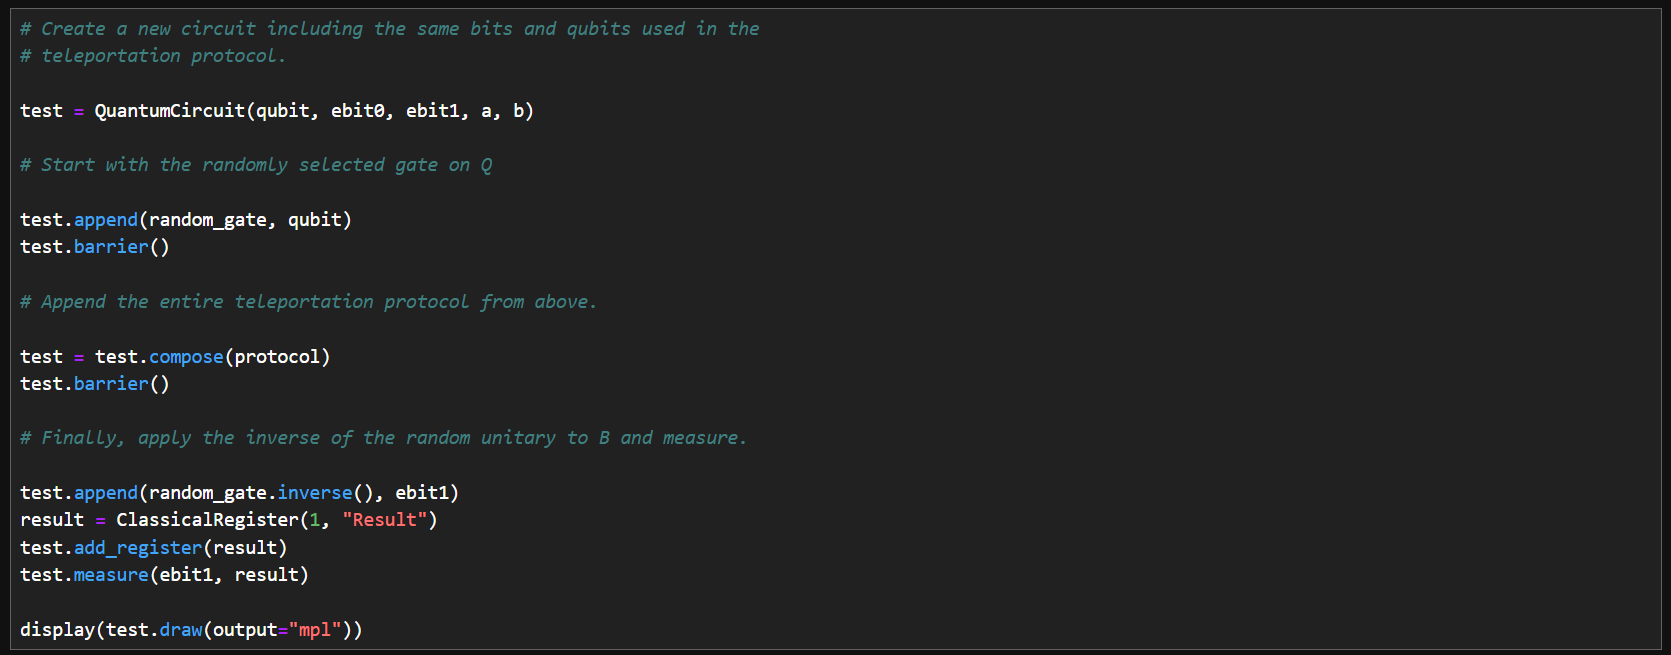 # Create a new circuit including the same bits and qubits used in the
# teleportation protocol.
test = QuantumCircuit(qubit, ebit0, ebit1, a, b)
# Start with the randomly selected gate on Q
test.append(random_gate, qubit)
test.barrier()
# Append the entire teleportation protocol from above.
test = test.compose(protocol)
test.barrier()
# Finally, apply the inverse of the random unitary to B and measure.
test.append(random_gate.inverse(), ebit1)
result = ClassicalRegister(1, "Result")
test.add_register(result)
test.measure(ebit1, result)
display(test.draw(output="mpl"))